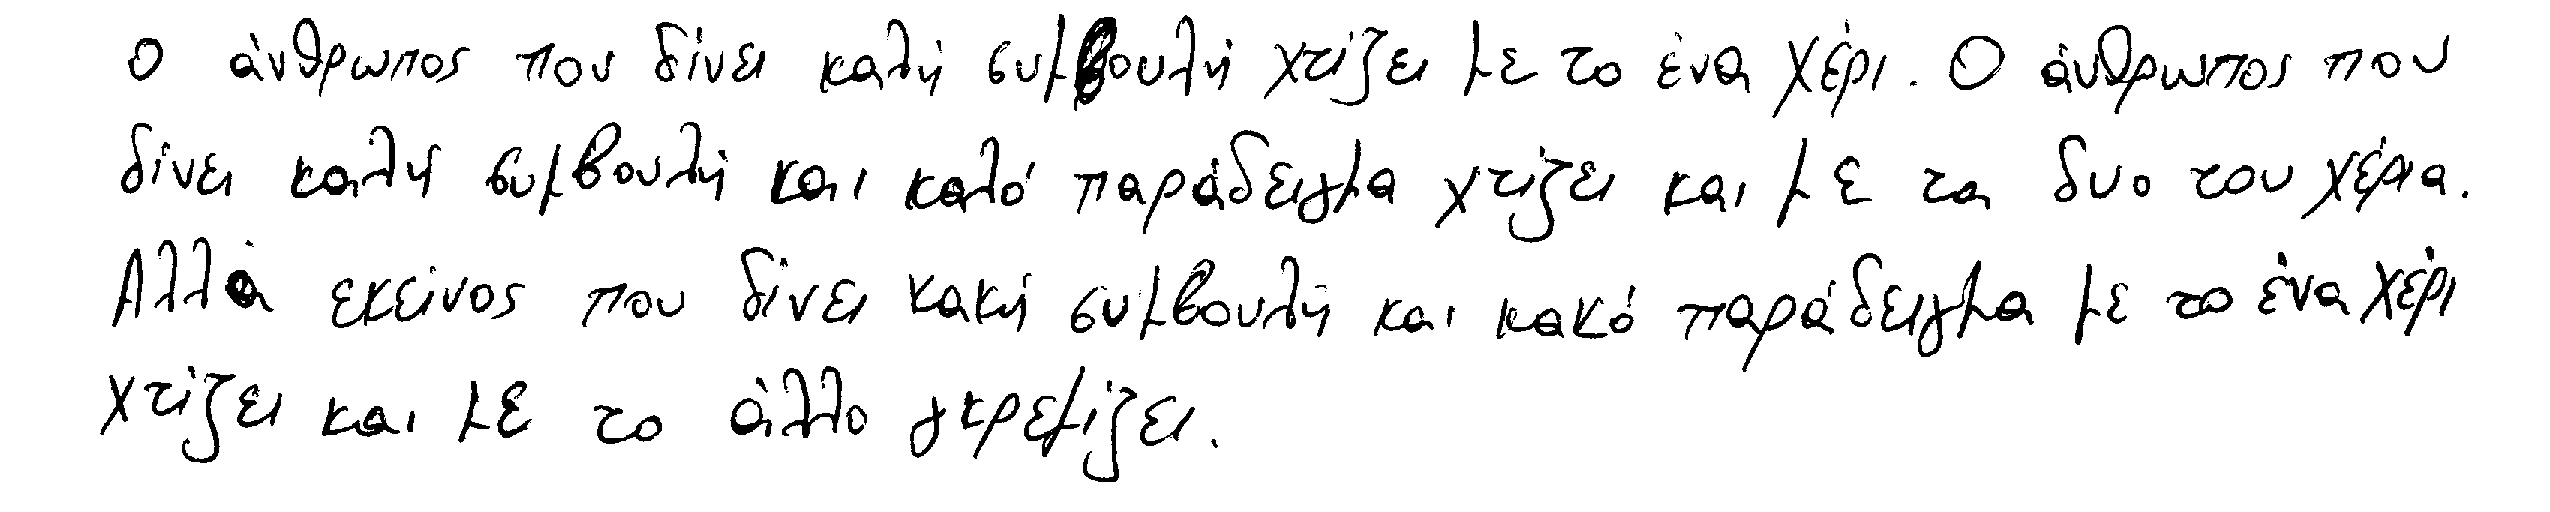 Ο άνθρωπος που δίνει καλή συμβουλή χτίζει με το ένα χέρι. Ο άνθρωπος που
δίνει καλή συμβουλή και καλό παράδειγμα χτίζει και με τα δυο του χέρια.
Αλλά εκείνος που δίνει κακή συμβουλή και κακό παράδειγμα με το ένα χέρι
χτίζει και με το άλλο γκρεμίζει.